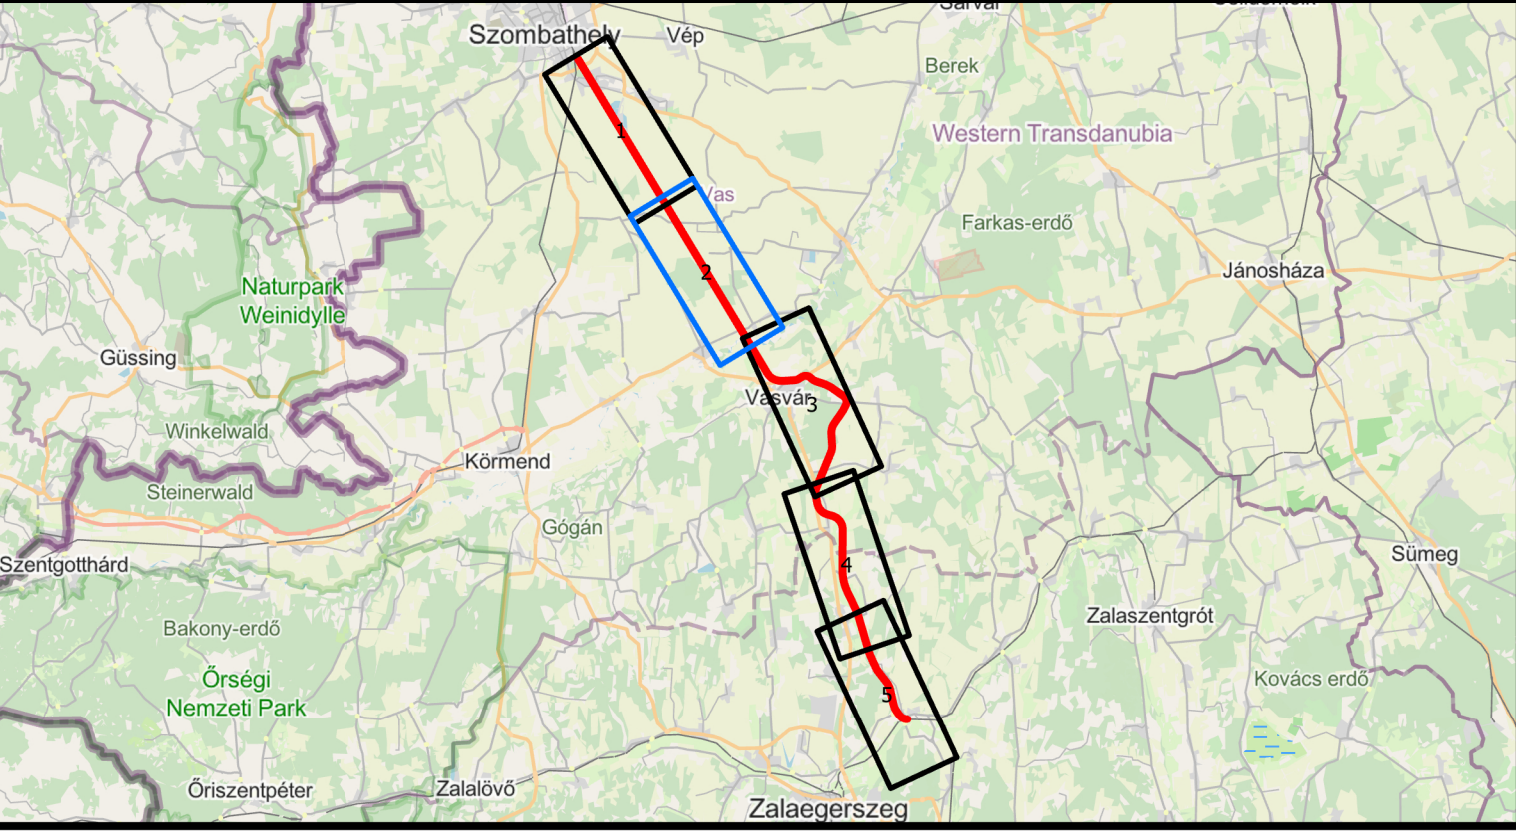 Sárvár
Szombathely
Vép
Berek
Western Transdanubia
1
Vas
Farkas-erdő
2
Jánosháza
Naturpark
Weinidylle
Güssing
Vasvár
3
Winkelwald
Körmend
Steinerwald
Gógán
Szentgotthárd
4
Sümeg
Zalaszentgrót
Bakony-erdő
Őrségi
Nemzeti Park
Kovács erdő
5
Őriszentpéter
Zalalövő
Zalaegerszeg